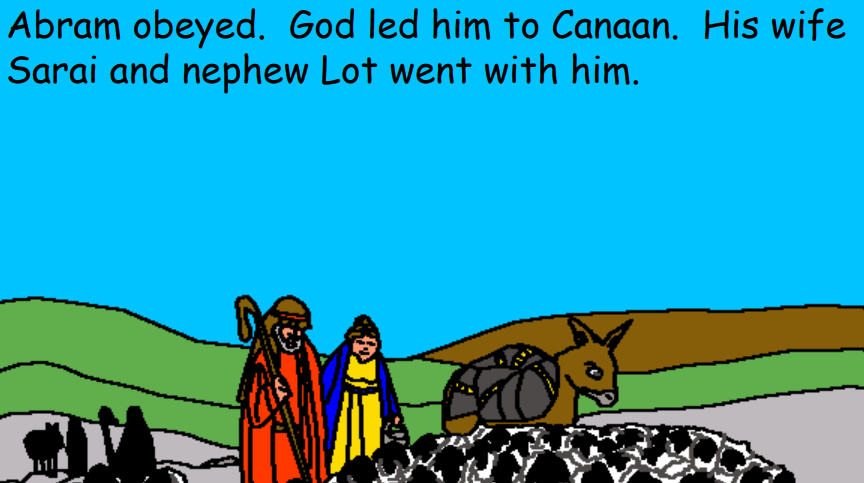 Abram obeyed.  God led him to Canaan.  His wife
Sarai and nephew Lot went with him.